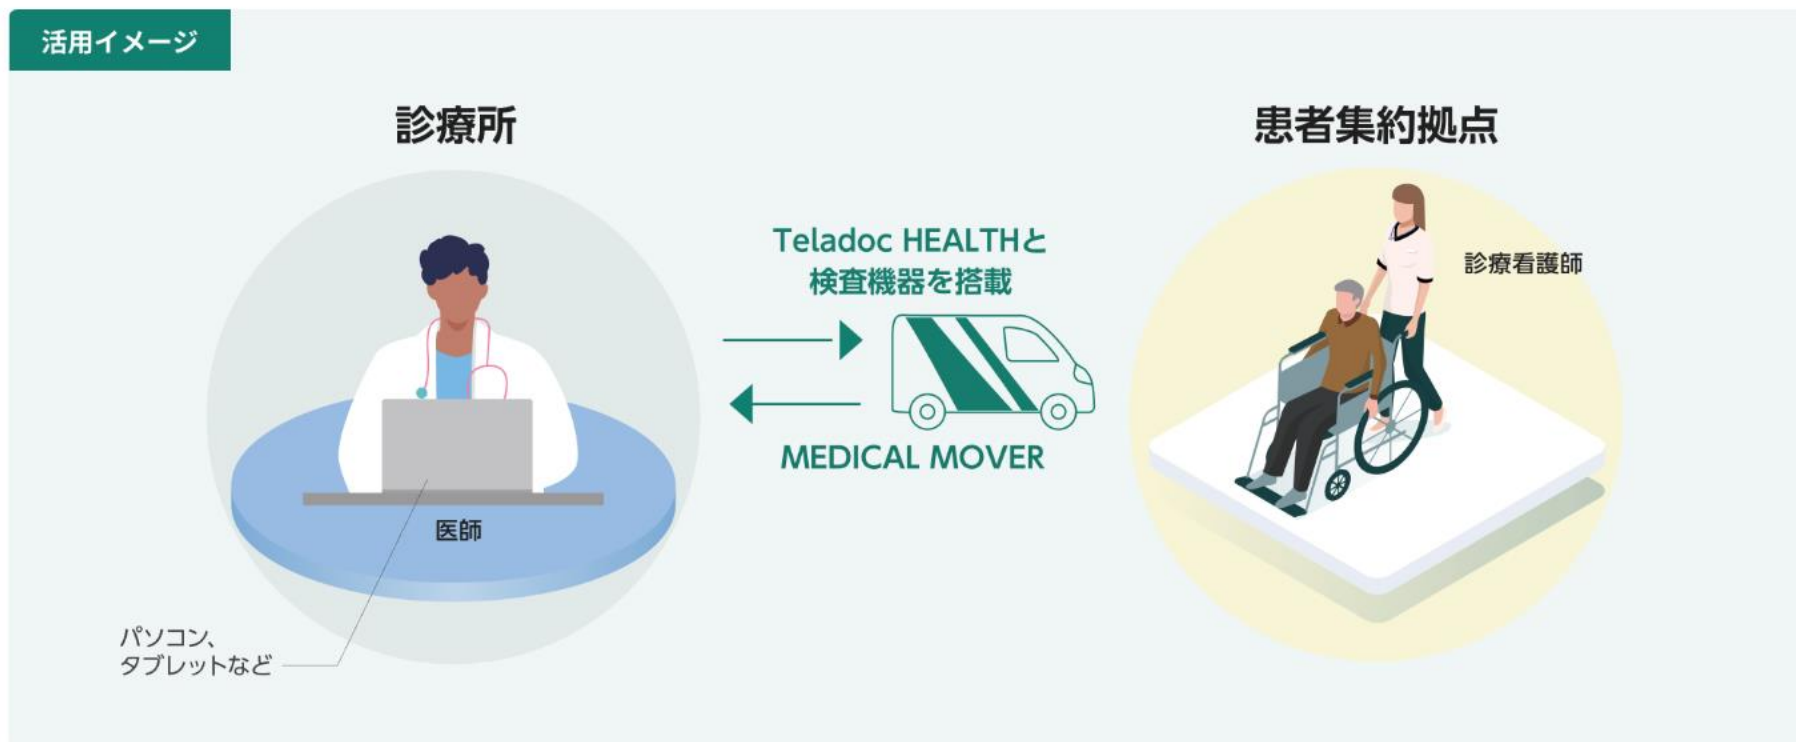 活用イメージ
診療所
患者集約拠点
Teladoc HEALTHと
検査機器を搭載
診療看護師
MEDICAL MOVER
医師
パソコン、
タブレットなど